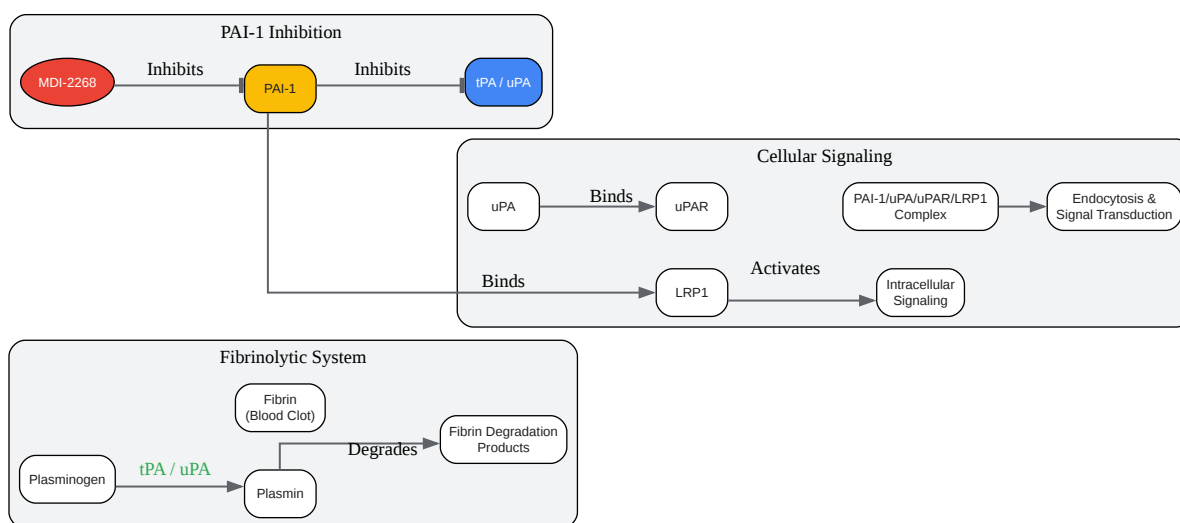 PAI-1 Inhibition
MDI-2268
Inhibits
PAI-1
Inhibits
tPA / uPA
Cellular Signaling
uPA
Binds
uPAR
PAI-1/uPA/uPAR/LRP1
Complex
Endocytosis &
Signal Transduction
Binds
LRP1
Activates
Intracellular
Signaling
Fibrinolytic System
Fibrin
(Blood Clot)
Degrades
Fibrin Degradation
Products
Plasminogen
tPA / uPA
Plasmin